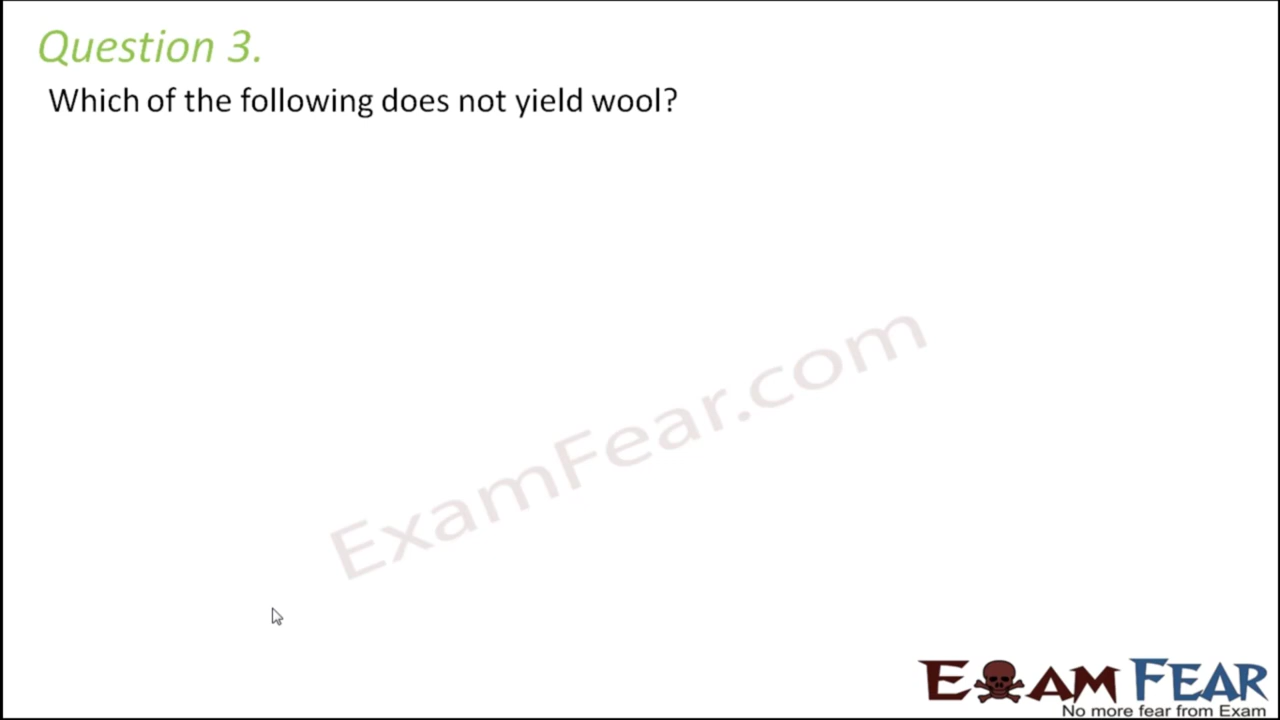 Question 3.
Which of the following does not yield wool?
ExamFear.com
EXAM FEAR
No more fear from Exam